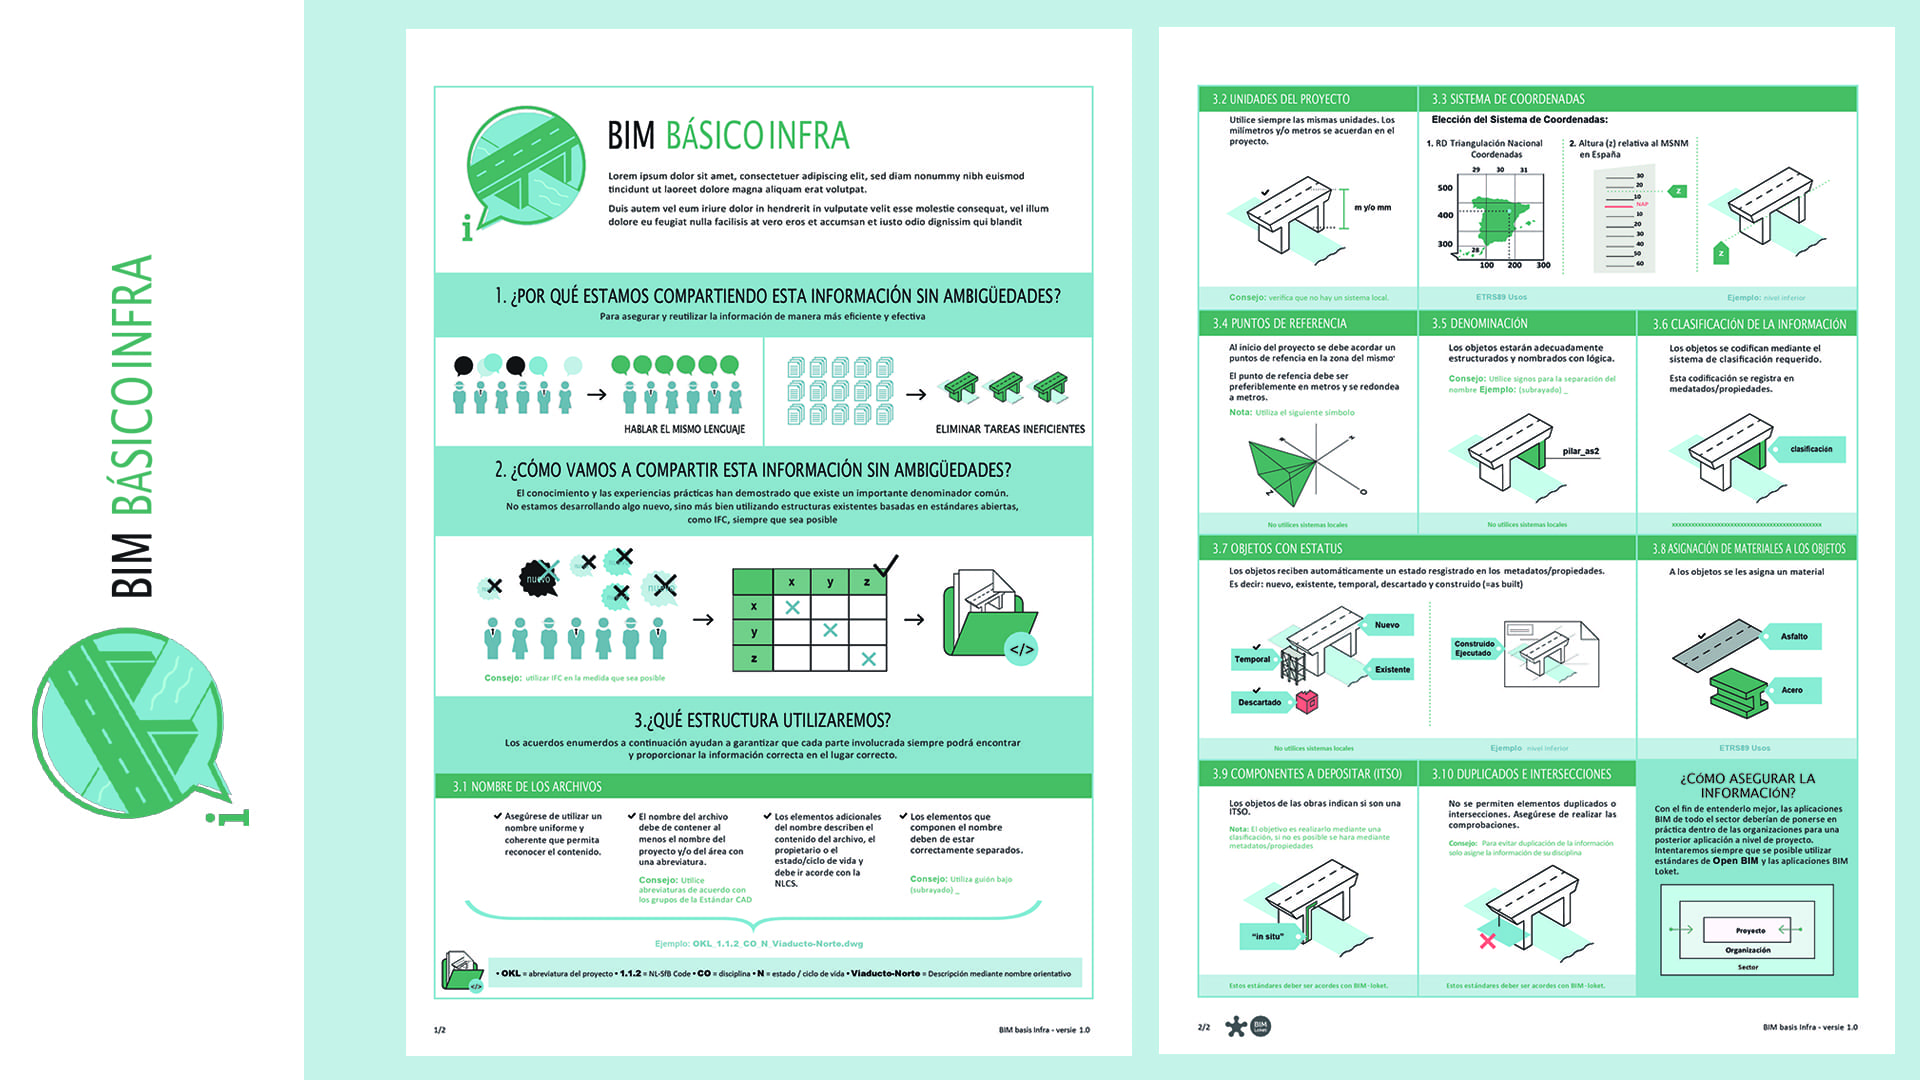 BIM BÁSICO INFRA
i
BIM BÁSICO INFRA
Lorem ipsum dolor sit amet, consectetuer adipiscing elit, sed diam nonummy nibh euismod
tincidunt ut laoreet dolore magna aliquam erat volutpat.
Duis autem vel eum iriure dolor in hendrerit in vulputate velit esse molestie consequat, vel illum
dolore eu feugiat nulla facilisis at vero eros et accumsan et iusto odio dignissim qui blandit
i
1. ¿POR QUÉ ESTAMOS COMPARTIENDO ESTA INFORMACIÓN SIN AMBIGÜEDADES?
Para asegurar y reutilizar la información de manera más eficiente y efectiva
HABLAR EL MISMO LENGUAJE
ELIMINAR TAREAS INEFICIENTES
2. ¿CÓMO VAMOS A COMPARTIR ESTA INFORMACIÓN SIN AMBIGÜEDADES?
El conocimiento y las experiencias prácticas han demostrado que existe un importante denominador común.
No estamos desarrollando algo nuevo, sino más bien utilizando estructuras existentes basadas en estándares abiertas,
como IFC, siempre que sea posible
nuevo
x y z
x
y
z
</>
Consejo: utilizar IFC en la medida que sea posible
3.¿QUÉ ESTRUCTURA UTILIZAREMOS?
Los acuerdos enumerdos a continuación ayudan a garantizar que cada parte involucrada siempre podrá encontrar
y proporcionar la información correcta en el lugar correcto.
3.1 NOMBRE DE LOS ARCHIVOS
Asegúrese de utilizar un
nombre uniforme y
coherente que permita
reconocer el contenido.
El nombre del archivo
debe de contener al
menos el nombre del
proyecto y/o del área con
una abreviatura.
Consejo: Utilice
abreviaturas de acuerdo con
los grupos de la Estándar CAD
Los elementos adicionales
del nombre describen el
contenido del archivo, el
propietario o el
estado/ciclo de vida y
debe ir acorde con la
NLCS.
Los elementos que
componen el nombre
deben de estar
correctamente separados.
Consejo: Utiliza guión bajo
(subrayado) _
Ejemplo: OKL_1.1.2_CO_N_Viaducto-Norte.dwg
</>
• OKL = abreviatura del proyecto • 1.1.2 = NL-SfB Code • CO = disciplina • N = estado / ciclo de vida • Viaducto-Norte = Descripción mediante nombre orientativo
1/2
BIM basis Infra - versie 1.0
3.2 UNIDADES DEL PROYECTO
Utilice siempre las mismas unidades. Los
milímetros y/o metros se acuerdan en el
proyecto.
m y/o mm
Consejo: verifica que no hay un sistema local.
3.3 SISTEMA DE COORDENADAS
Elección del Sistema de Coordenadas:
1. RD Triangulación Nacional
Coordenadas
29 30 31
500
400
300
28
100 200 300
2. Altura (z) relativa al MSNM
en España
30
20
10
NAP
10
20
30
40
50
60
z
z
ETRS89 Usos
Ejemplo: nivel inferior
3.4 PUNTOS DE REFERENCIA
Al inicio del proyecto se debe acordar un
puntos de refencia en la zona del mismo'
El punto de refencia debe ser
preferiblemente en metros y se redondea
a metros.
Nota: Utiliza el siguiente símbolo
No utilices sistemas locales
3.5 DENOMINACIÓN
Los objetos estarán adecuadamente
estructurados y nombrados con lógica.
Consejo: Utilice signos para la separación del
nombre Ejemplo: (subrayado) _
pilar_as2
No utilices sistemas locales
3.6 CLASIFICACIÓN DE LA INFORMACIÓN
Los objetos se codifican mediante el
sistema de clasificación requerido.
Esta codificación se registra en
medatados/propiedades.
clasificación
3.7 OBJETOS CON ESTATUS
Los objetos reciben automáticamente un estado resgistrado en los metadatos/propiedades.
Es decir: nuevo, existente, temporal, descartado y construido (=as built)
Nuevo
Temporal
Existente
Descartado
Construido
Ejecutado
No utilices sistemas locales
Ejemplo nivel inferior
3.8 ASIGNACIÓN DE MATERIALES A LOS OBJETOS
A los objetos se les asigna un material
Asfalto
Acero
ETRS89 Usos
3.9 COMPONENTES A DEPOSITAR (ITSO)
Los objetos de las obras indican si son una
ITSO.
Nota: El objetivo es realizarlo mediante una
clasificación, si no es posible se hara mediante
metadatos/propiedades
"in situ"
Estos estándares deber ser acordes con BIM-loket.
3.10 DUPLICADOS E INTERSECCIONES
No se permiten elementos duplicados o
intersecciones. Asegúrese de realizar las
comprobaciones.
Consejo: Para evitar duplicación de la información
solo asigne la información de su disciplina
Estos estándares deber ser acordes con BIM-loket.
¿CÓMO ASEGURAR LA
INFORMACIÓN?
Con el fin de entenderlo mejor, las aplicaciones
BIM de todo el sector deberían de ponerse en
práctica dentro de las organizaciones para una
posterior aplicación a nivel de proyecto.
Intentaremos siempre que se posible utilizar
estándares de Open BIM y las aplicaciones BIM
Loket.
Proyecto
Organización
Sector
2/2
BIM
Loket
BIM basis Infra - versie 1.0